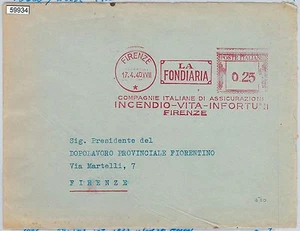 59934
FIRENZE
17.4.40 XVIII
LA
FONDIARIA
POSTE ITALIANE
0.25
COMPAGNIE ITALIANE DI ASSICURAZIONI
INCENDIO-VITA-INFORTUNI
FIRENZE
Sig. Presidente del
DOPOLAVORO PROVINCIALE FIORENTINO
Via Martelli, 7
FIRENZE